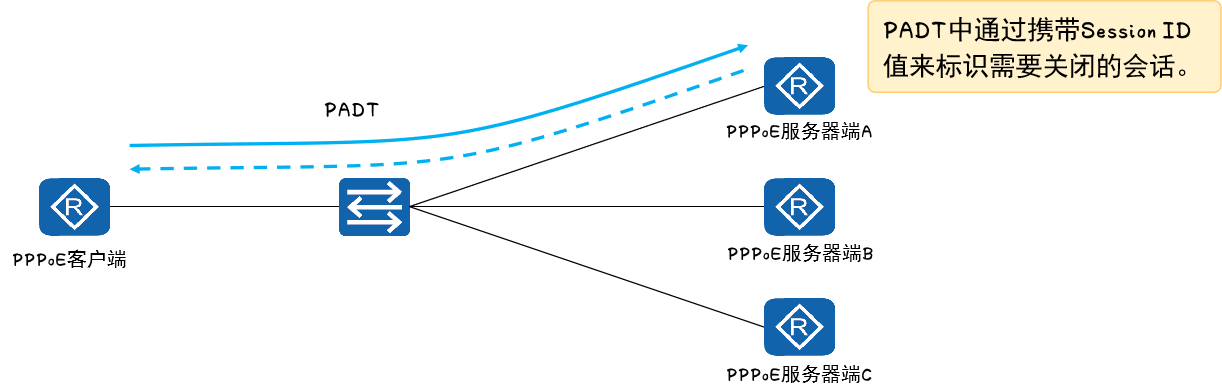 PADT中通过携带Session ID
值来标识需要关闭的会话。
PADT
R
PPPoE服务器端A
R
R
PPPoE客户端
PPPoE服务器端B
R
PPPoE服务器端C